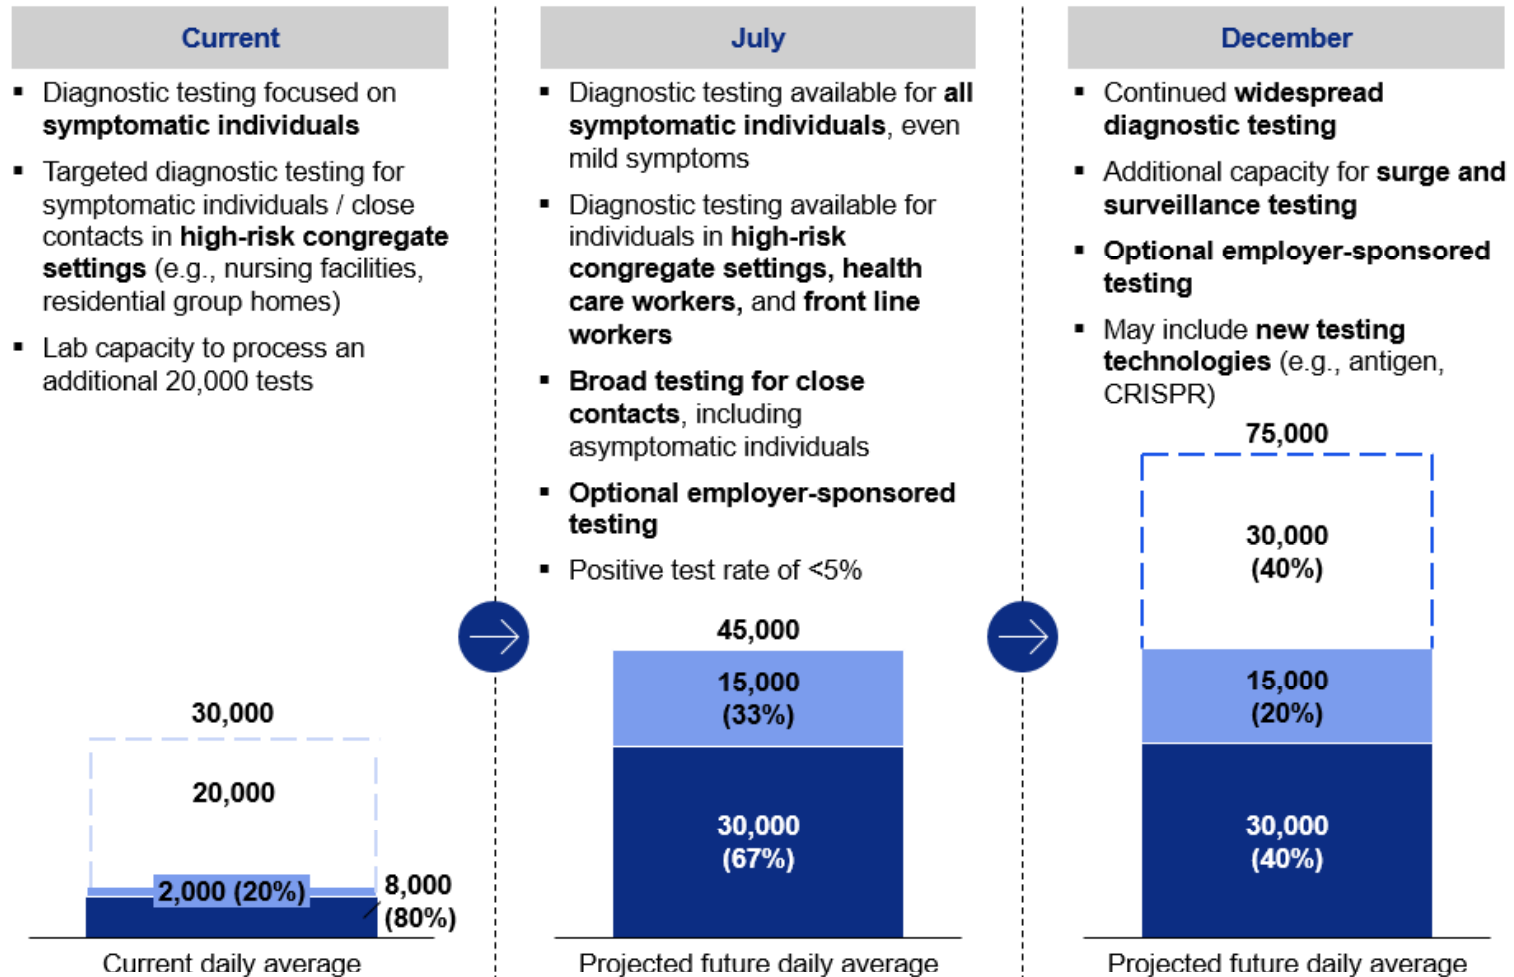 Current
▪ Diagnostic testing focused on
symptomatic individuals
▪ Targeted diagnostic testing for
symptomatic individuals / close
contacts in high-risk congregate
settings (e.g., nursing facilities,
residential group homes)
▪ Lab capacity to process an
additional 20,000 tests
30,000
20,000
2,000 (20%)
8,000
(80%)
Current daily average
July
▪ Diagnostic testing available for all
symptomatic individuals, even
mild symptoms
▪ Diagnostic testing available for
individuals in high-risk
congregate settings, health
care workers, and front line
workers
▪ Broad testing for close
contacts, including
asymptomatic individuals
▪ Optional employer-sponsored
testing
▪ Positive test rate of <5%
45,000
15,000
(33%)
30,000
(67%)
Projected future daily average
December
▪ Continued widespread
diagnostic testing
▪ Additional capacity for surge and
surveillance testing
▪ Optional employer-sponsored
testing
▪ May include new testing
technologies (e.g., antigen,
CRISPR)
75,000
30,000
(40%)
15,000
(20%)
30,000
(40%)
Projected future daily average